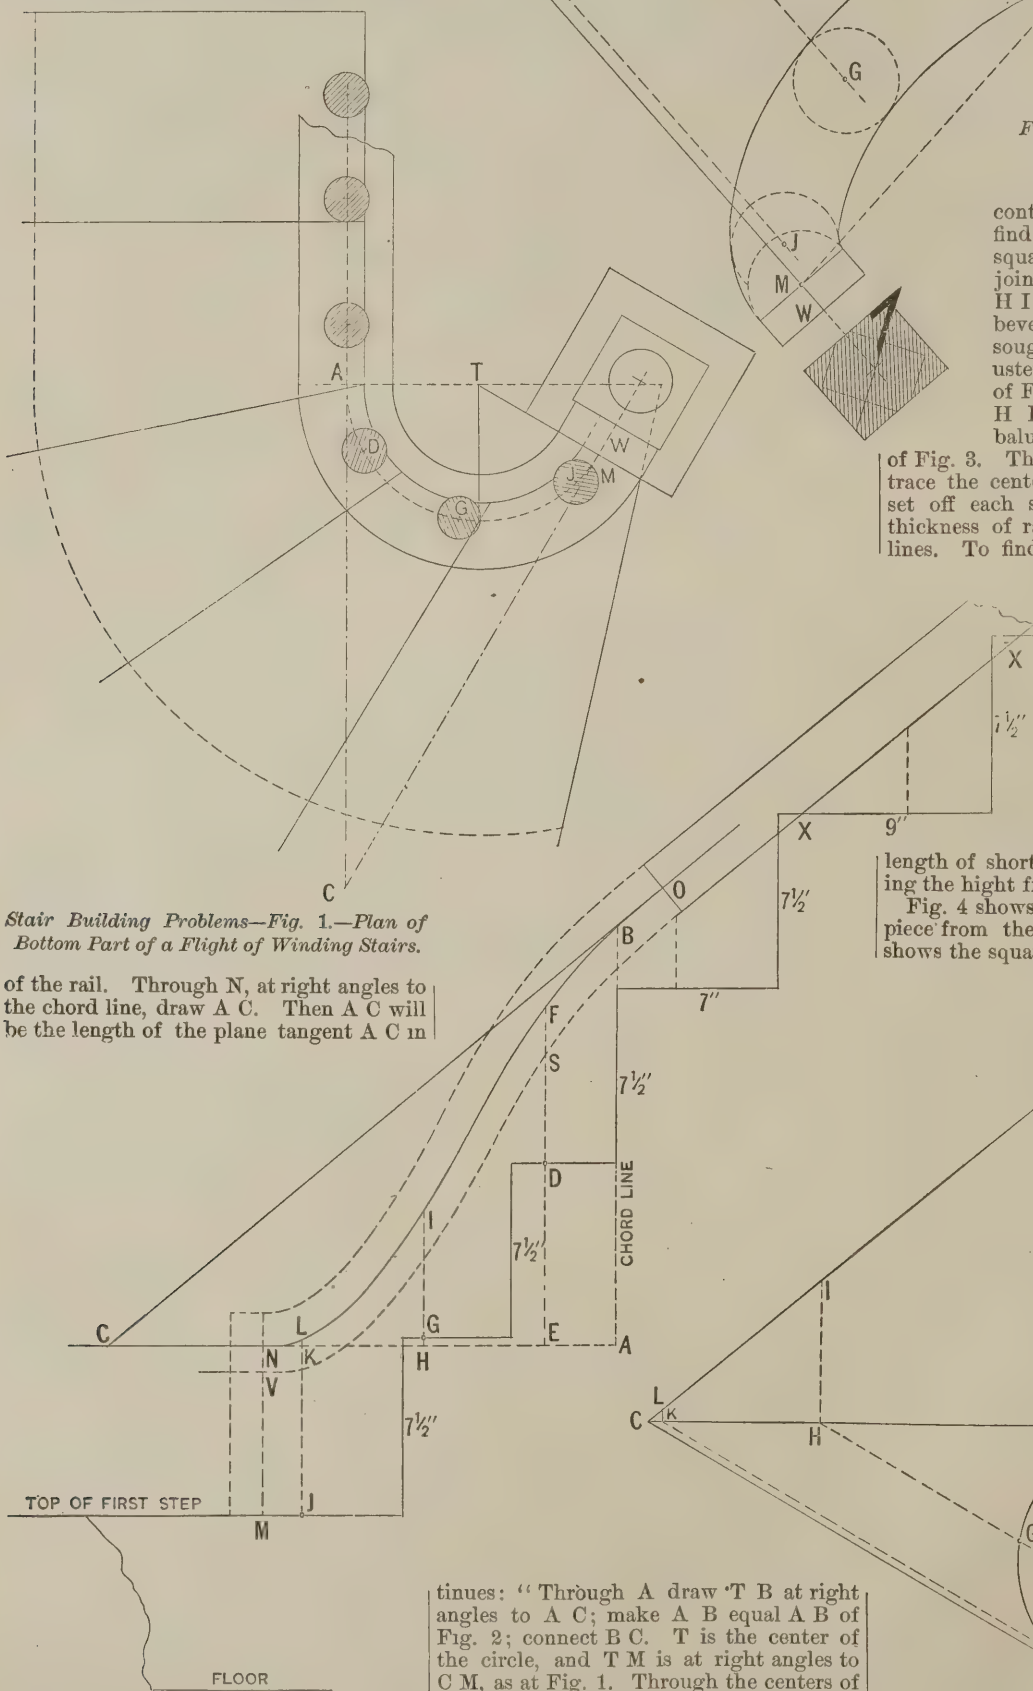 G
F
J
M
W
cont
find
squa
join
H I
beve
soug
uste
of F
H
balu
of Fig. 3. Th
trace the cent
set off each s
thickness of r
lines. To find
A
T
D
G
J
W
M
C
Stair Building Problems—Fig. 1.—Plan of
Bottom Part of a Flight of Winding Stairs.
of the rail. Through N, at right angles to
the chord line, draw A C. Then A C will
be the length of the plane tangent A C in
X
7½″
X
9″
7½″
O
B
7″
length of short
ing the hight f
Fig. 4 shows
piece from the
shows the squa
F
S
7½″
D
CHORD LINE
I
7½″
C
L
G
E
A
N
K
H
V
7½″
TOP OF FIRST STEP
J
M
I
L
C
K
H
G
tinues: “Through A draw T B at right
angles to A C; make A B equal A B of
Fig. 2; connect B C. T is the center of
the circle, and T M is at right angles to
C M, as at Fig. 1. Through the centers of
FLOOR